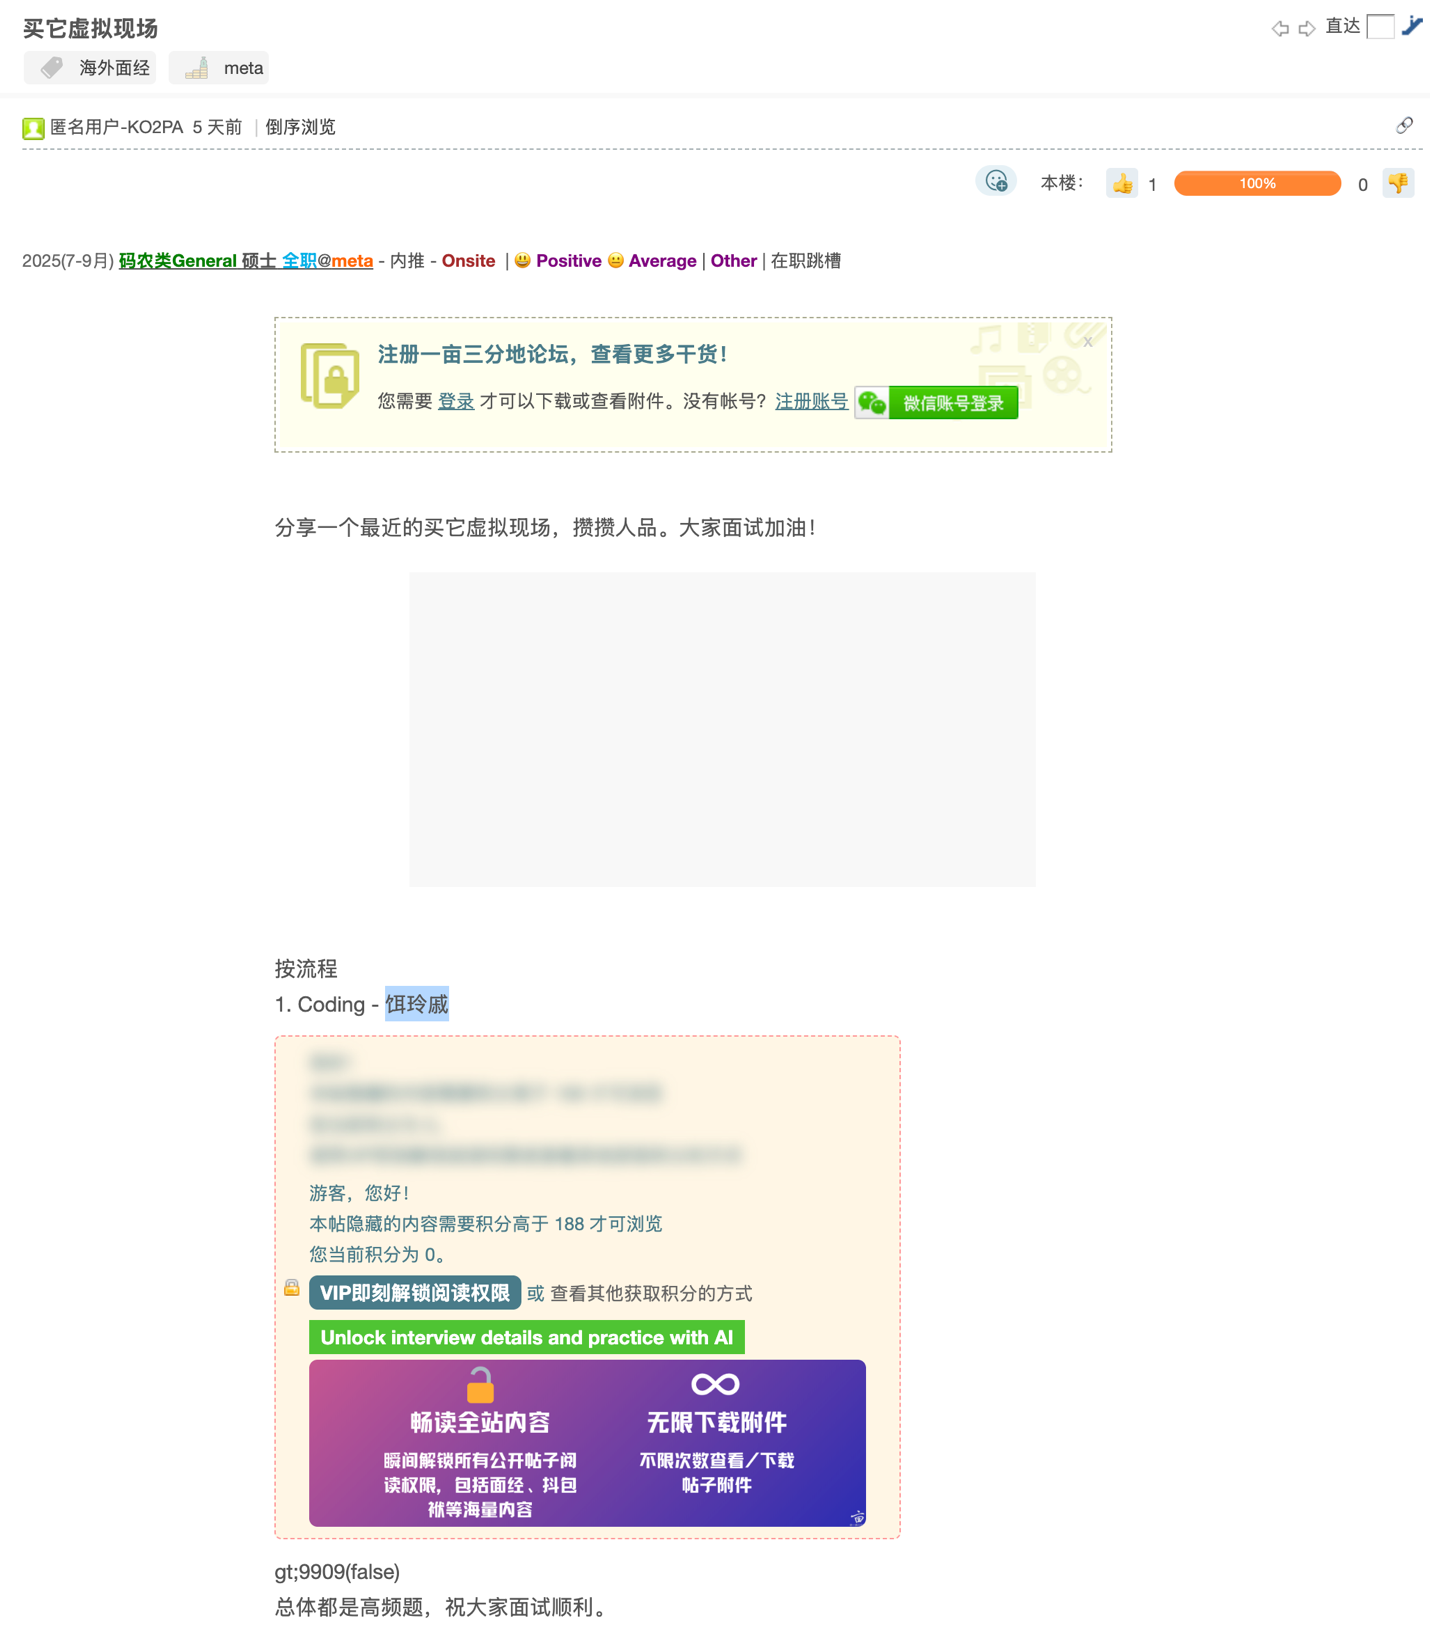 买它虚拟现场
直达
海外面经 meta
匿名用户-KO2PA 5 天前 | 倒序浏览
本楼： 1 100% 0
2025(7-9月) 码农类General 硕士 全职@meta - 内推 - Onsite | Positive Average | Other | 在职跳槽
注册一亩三分地论坛，查看更多干货！
x
您需要 登录 才可以下载或查看附件。没有帐号？注册账号 微信账号登录
分享一个最近的买它虚拟现场，攒攒人品。大家面试加油！
按流程
1. Coding - 饵玲戚
游客，您好！
本帖隐藏的内容需要积分高于 188 才可浏览
您当前积分为 0。
VIP即刻解锁阅读权限 或 查看其他获取积分的方式
Unlock interview details and practice with AI
畅读全站内容
瞬间解锁所有公开帖子阅
读权限，包括面经、抖包
袱等海量内容
无限下载附件
不限次数查看/下载
帖子附件
gt;9909(false)
总体都是高频题，祝大家面试顺利。